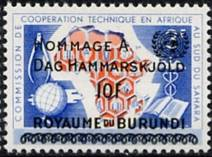 COMMISSION DE COOPERATION TECHNIQUE EN AFRIQUE AU SUD DU SAHARA
HOMMAGE A
DAG HAMMARSKJOLD
10F
ROYAUME DU BURUNDI